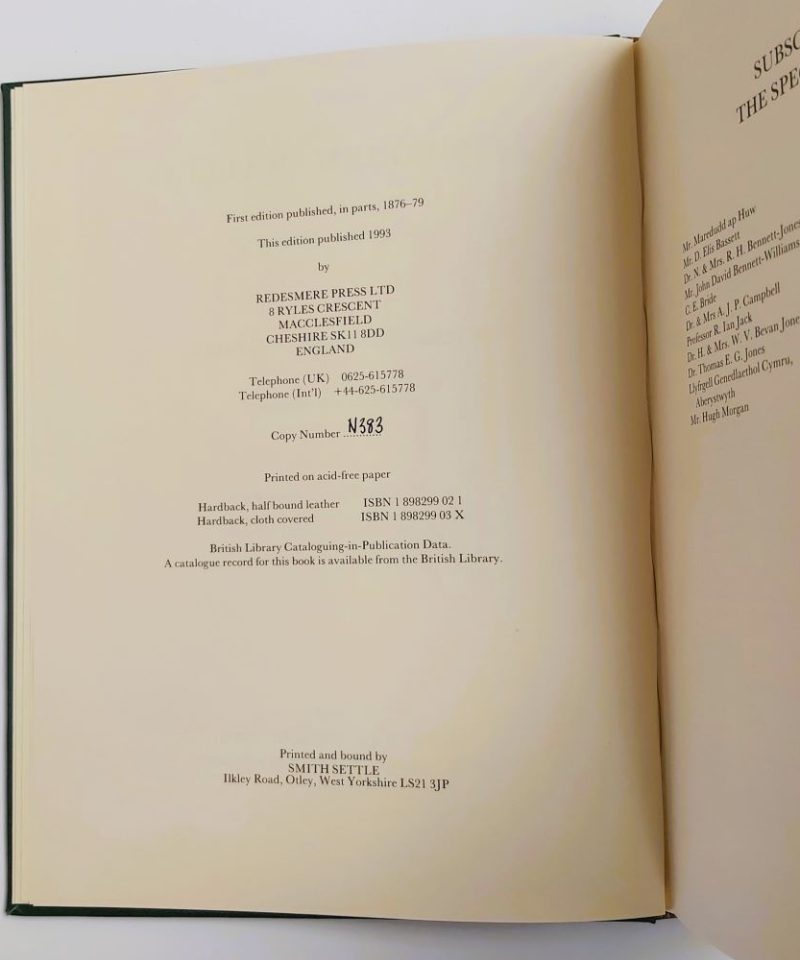 First edition published, in parts, 1876–79
This edition published 1993
by
REDESMERE PRESS LTD
8 RYLES CRESCENT
MACCLESFIELD
CHESHIRE SK11 8DD
ENGLAND
Telephone (UK) 0625-615778
Telephone (Int'l) +44-625-615778
Copy Number N383
Printed on acid-free paper
Hardback, half bound leather ISBN 1 898299 02 1
Hardback, cloth covered ISBN 1 898299 03 X
British Library Cataloguing-in-Publication Data.
A catalogue record for this book is available from the British Library.
Printed and bound by
SMITH SETTLE
Ilkley Road, Otley, West Yorkshire LS21 3JP
SUBSC
THE SPEC
Mr. Maredudd ap Huw
Mr. D. Elis Bassett
Dr. N. & Mrs. R. H. Bennett-Jones
Mr. John David Bennett-Williams
C. E. Bride
Dr. & Mrs A. J. P. Campbell
Professor R. Ian Jack
Dr. H. & Mrs. W. V. Bevan Jone
Dr. Thomas E. G. Jones
Llyfrgell Genedlaethol Cymru,
Aberystwyth
Mr. Hugh Morgan